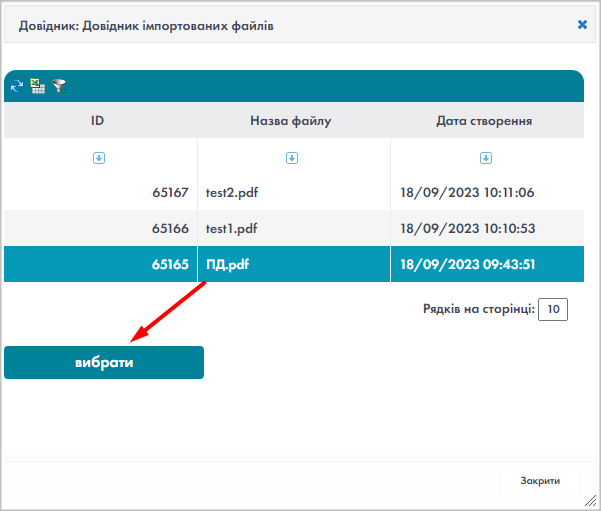 Довідник: Довідник імпортованих файлів
ID Назва файлу Дата створення
65167 test2.pdf 18/09/2023 10:11:06
65166 test1.pdf 18/09/2023 10:10:53
65165 ПД.pdf 18/09/2023 09:43:51
Рядків на сторінці: 10
вибрати
Закрити